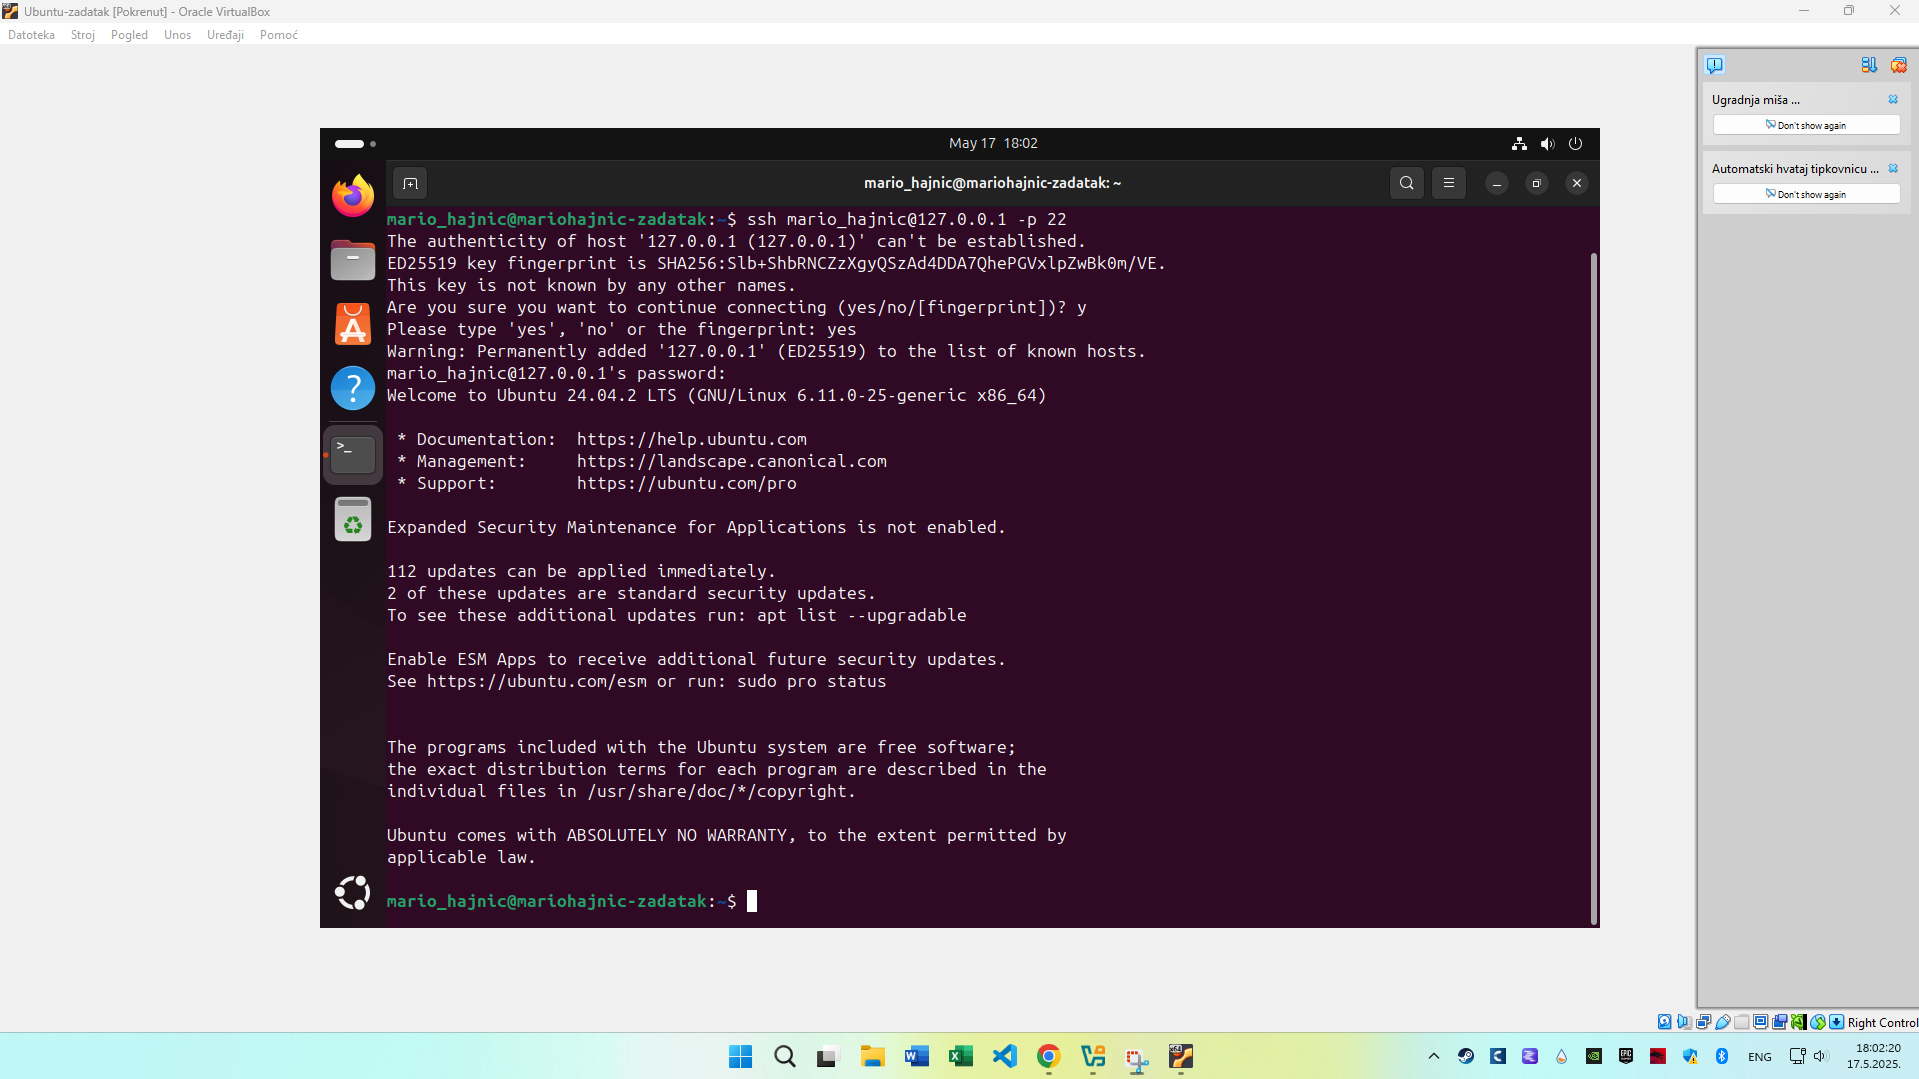 Ubuntu-zadatak [Pokrenut] - Oracle VirtualBox
Datoteka Stroj Pogled Unos Uređaji Pomoć
Ugradnja miša ...
Don't show again
Automatski hvataj tipkovnicu ...
Don't show again
May 17 18:02
mario_hajnic@mariohajnic-zadatak: ~
mario_hajnic@mariohajnic-zadatak:~$ ssh mario_hajnic@127.0.0.1 -p 22
The authenticity of host '127.0.0.1 (127.0.0.1)' can't be established.
ED25519 key fingerprint is SHA256:Slb+ShbRNCZzXgyQSzAd4DDA7QhePGVxlpZwBk0m/VE.
This key is not known by any other names.
Are you sure you want to continue connecting (yes/no/[fingerprint])? y
Please type 'yes', 'no' or the fingerprint: yes
Warning: Permanently added '127.0.0.1' (ED25519) to the list of known hosts.
mario_hajnic@127.0.0.1's password:
Welcome to Ubuntu 24.04.2 LTS (GNU/Linux 6.11.0-25-generic x86_64)
* Documentation: https://help.ubuntu.com
* Management: https://landscape.canonical.com
* Support: https://ubuntu.com/pro
Expanded Security Maintenance for Applications is not enabled.
112 updates can be applied immediately.
2 of these updates are standard security updates.
To see these additional updates run: apt list --upgradable
Enable ESM Apps to receive additional future security updates.
See https://ubuntu.com/esm or run: sudo pro status
The programs included with the Ubuntu system are free software;
the exact distribution terms for each program are described in the
individual files in /usr/share/doc/*/copyright.
Ubuntu comes with ABSOLUTELY NO WARRANTY, to the extent permitted by
applicable law.
mario_hajnic@mariohajnic-zadatak:~$
Right Control
ENG
18:02:20
17.5.2025.